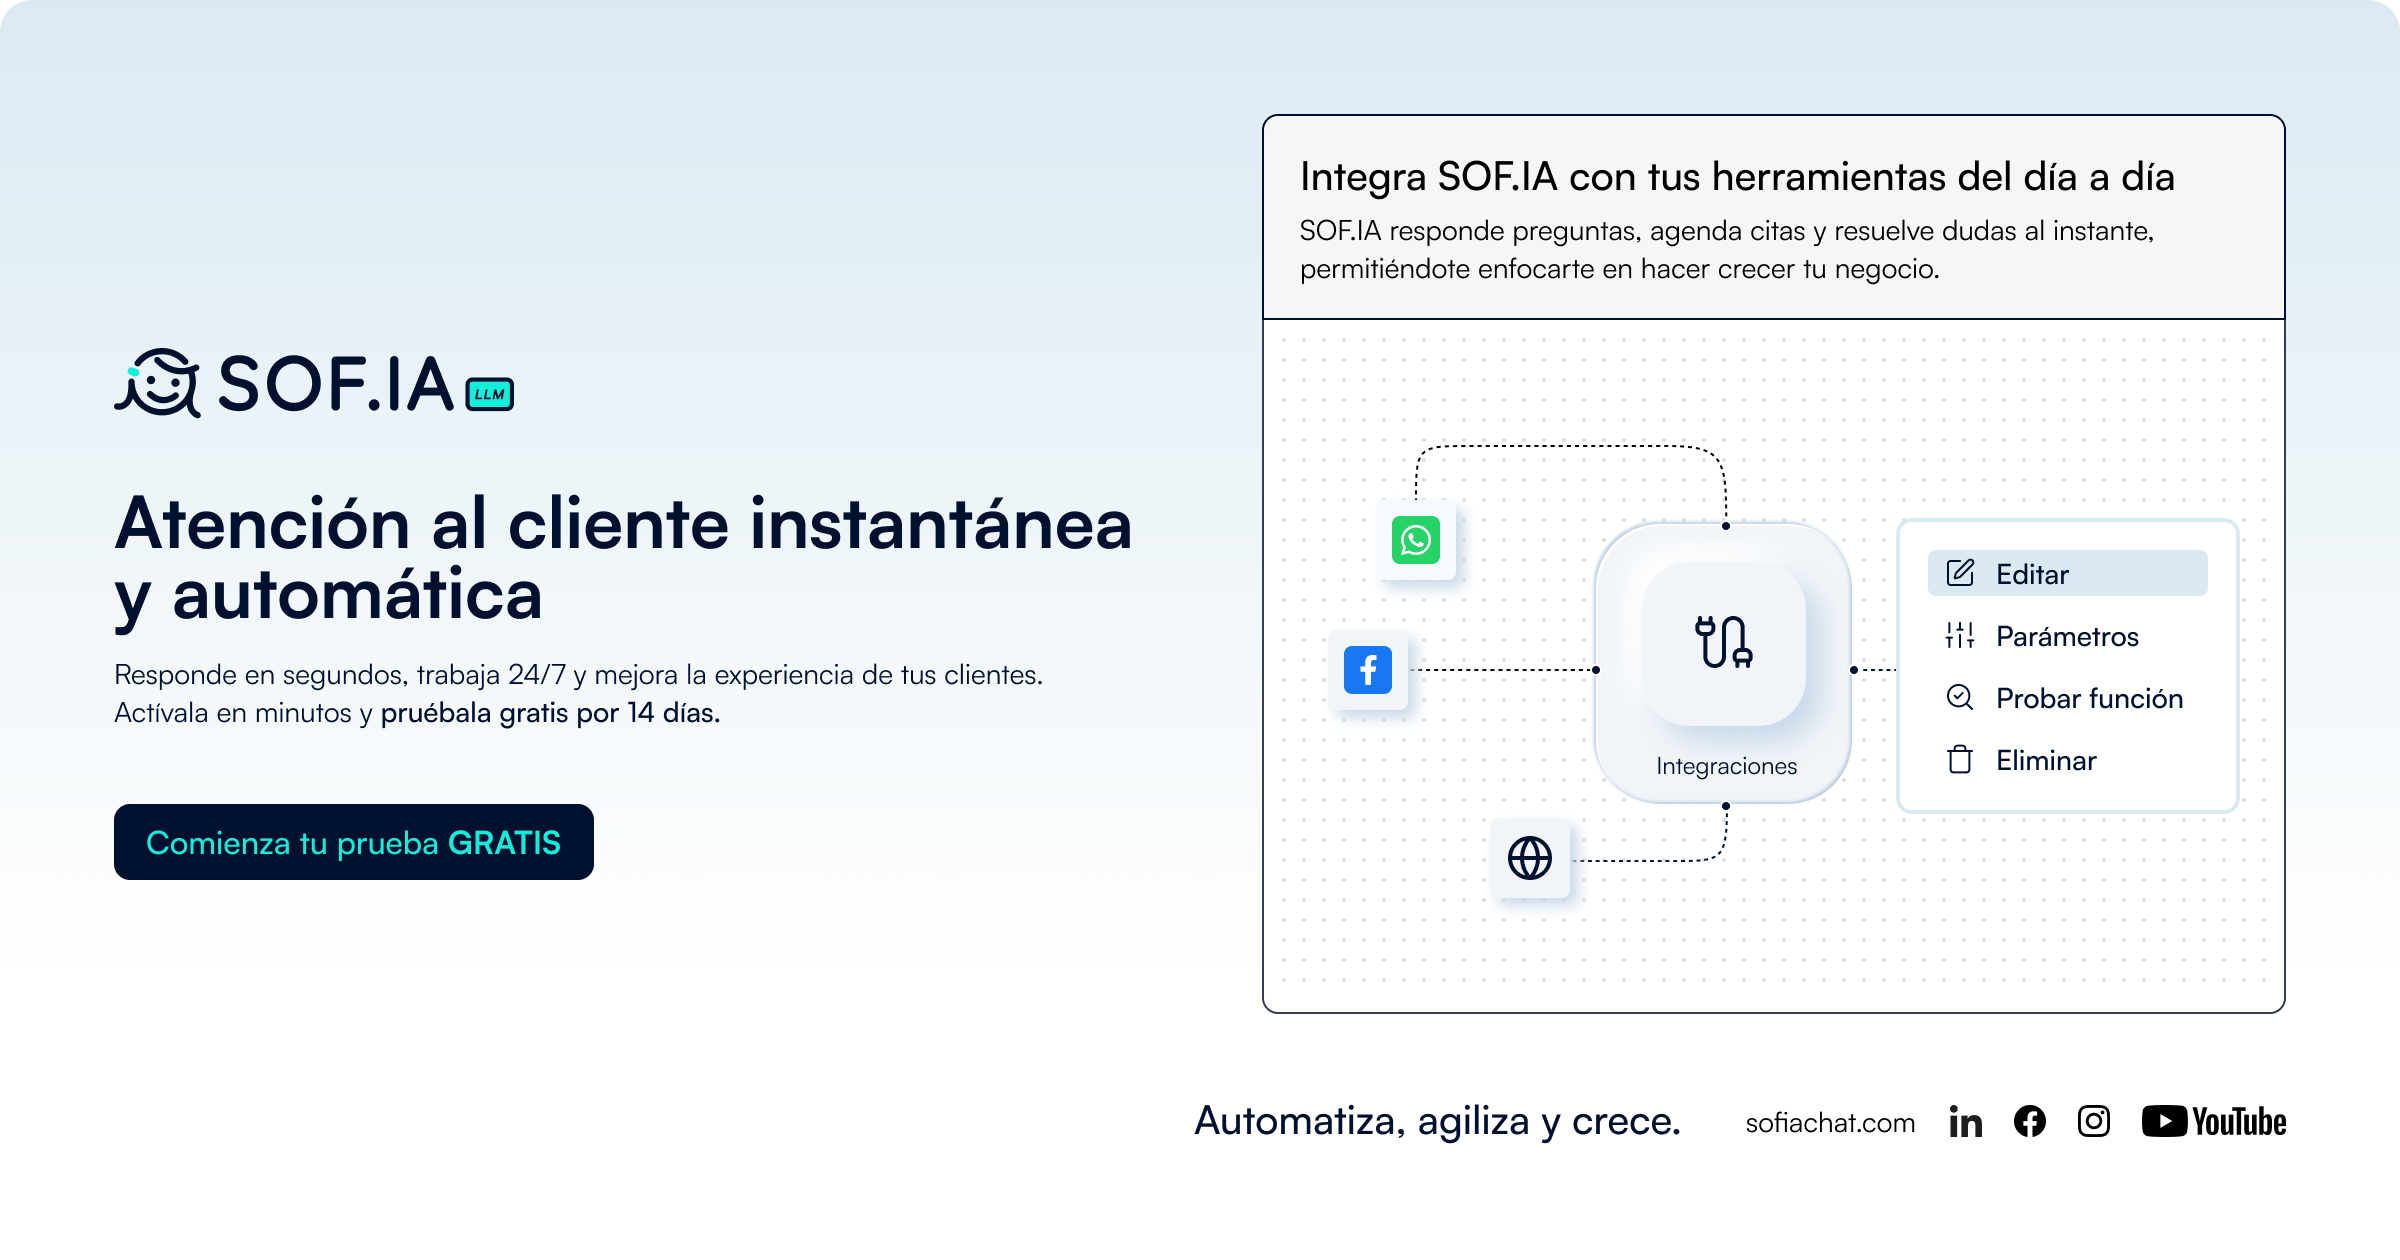 SOF.IA LLM
Atención al cliente instantánea
y automática
Responde en segundos, trabaja 24/7 y mejora la experiencia de tus clientes.
Actívala en minutos y pruébala gratis por 14 días.
Comienza tu prueba GRATIS
Integra SOF.IA con tus herramientas del día a día
SOF.IA responde preguntas, agenda citas y resuelve dudas al instante,
permitiéndote enfocarte en hacer crecer tu negocio.
Integraciones
Editar
Parámetros
Probar función
Eliminar
Automatiza, agiliza y crece.
sofiachat.com
in
YouTube